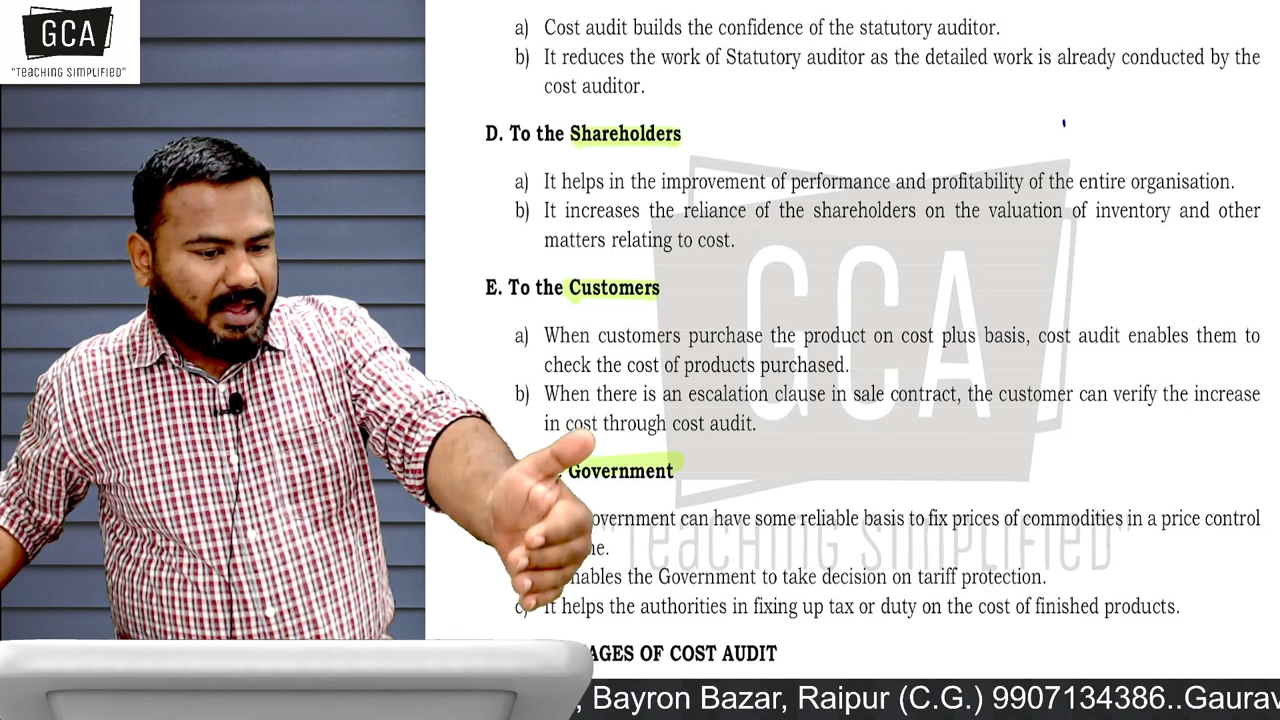 GCA
"TEACHING SIMPLIFIED"
a) Cost audit builds the confidence of the statutory auditor.
b) It reduces the work of Statutory auditor as the detailed work is already conducted by the
cost auditor.
D. To the Shareholders
a) It helps in the improvement of performance and profitability of the entire organisation.
b) It increases the reliance of the shareholders on the valuation of inventory and other
matters relating to cost.
E. To the Customers
a) When customers purchase the product on cost plus basis, cost audit enables them to
check the cost of products purchased.
b) When there is an escalation clause in sale contract, the customer can verify the increase
in cost through cost audit.
Government
can have some reliable basis to fix prices of commodities in a price control
the Government to take decision on tariff protection.
c) It helps the authorities in fixing up tax or duty on the cost of finished products.
OF COST AUDIT
GCA
"Teaching SIMPLIFIED"
, Bayron Bazar, Raipur (C.G.) 9907134386..Gaurav